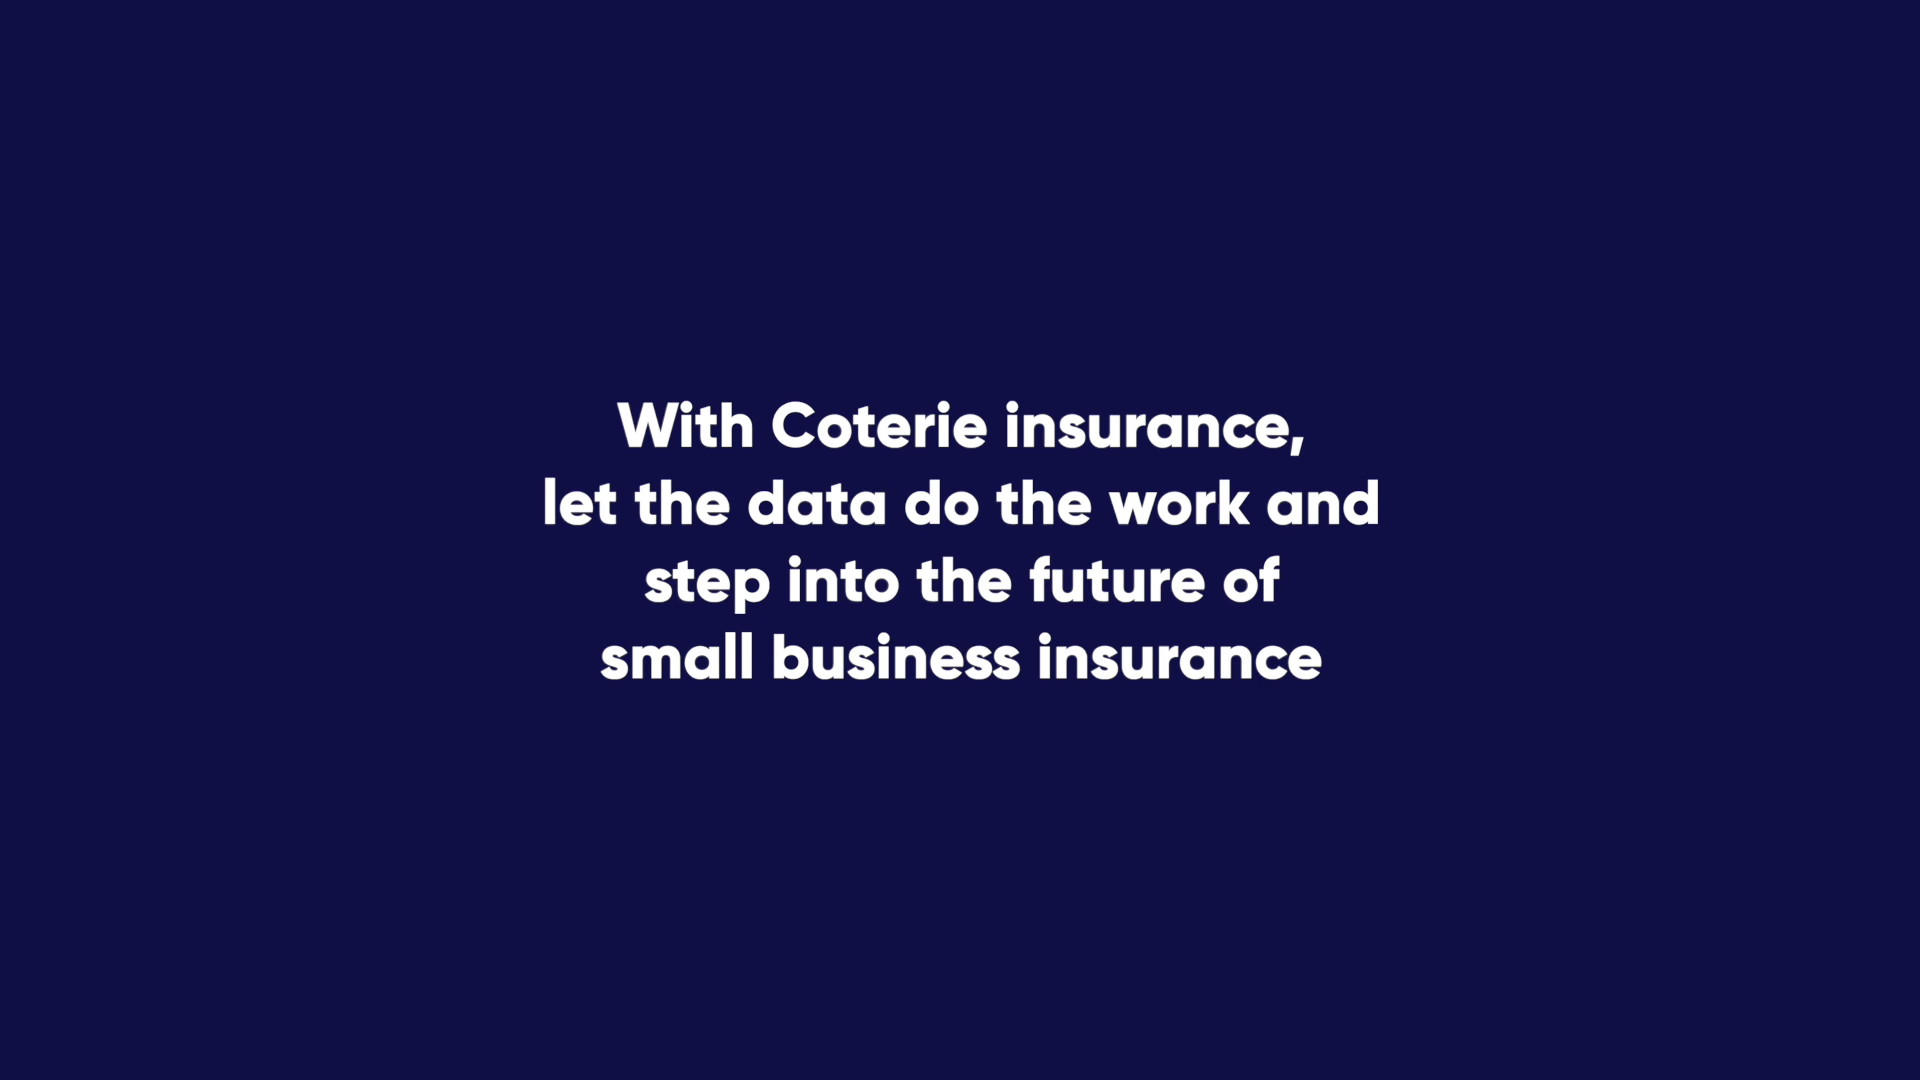 With Coterie insurance,
let the data do the work and
step into the future of
small business insurance